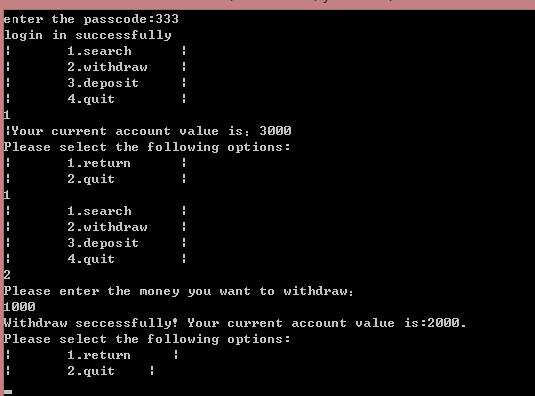 enter the passcode:333
login in successfully
¦       1.search      ¦
¦       2.withdraw    ¦
¦       3.deposit     ¦
¦       4.quit        ¦
1
¦Your current account value is: 3000
Please select the following options:
¦       1.return      ¦
¦       2.quit        ¦
1
¦       1.search      ¦
¦       2.withdraw    ¦
¦       3.deposit     ¦
¦       4.quit        ¦
2
Please enter the money you want to withdraw:
1000
Withdraw seccessfully! Your current account value is:2000.
Please select the following options:
¦       1.return     ¦
¦       2.quit    ¦